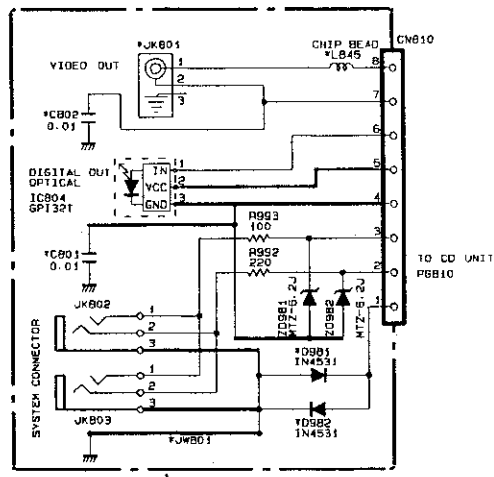 *JK801
CHIP BEAD
*L845
CN810
VIDEO OUT
1
2
3
8
7
6
5
4
3
2
1
*C802
0.01
DIGITAL OUT
OPTICAL
IC804
GP132T
IN
VCC
GND
1
2
3
*C801
0.01
R993
100
R992
220
TO CD UNIT
PG810
JK802
1
2
3
ZD981
MTZ-6.2J
ZD982
MTZ-6.2J
SYSTEM CONNECTOR
1
2
3
JK803
*D981
IN4531
*D982
IN4531
*JW801